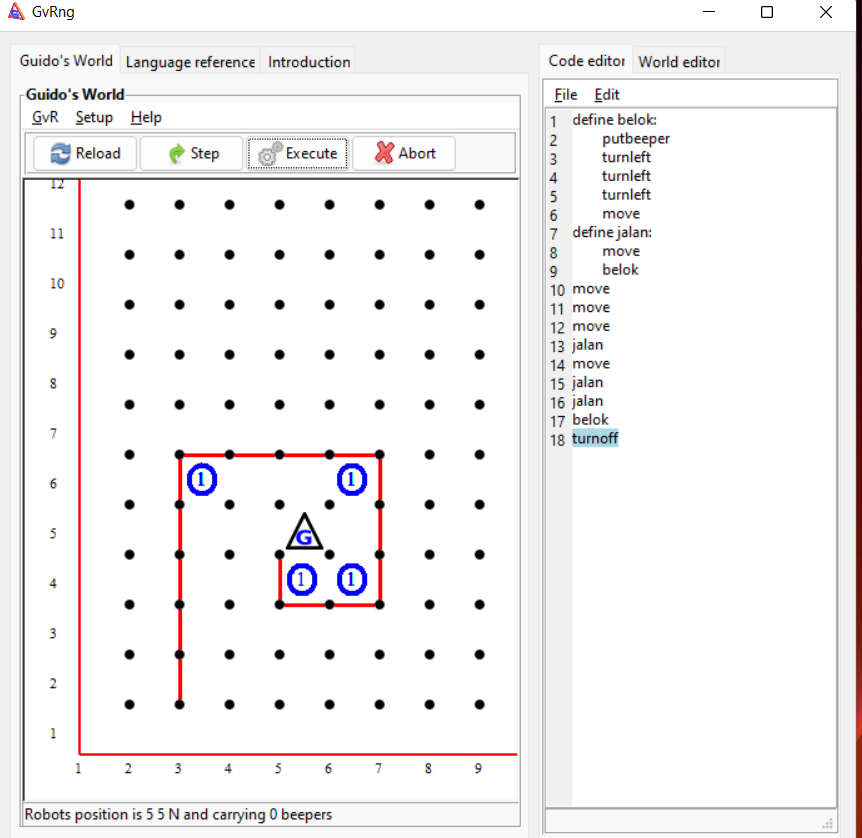 GvRng
Guido's World Language reference Introduction
Guido's World
GvR Setup Help
Reload Step Execute Abort
12
11
10
9
8
7
6 1 1
5 G
4 1 1
3
2
1
1 2 3 4 5 6 7 8 9
Robots position is 5 5 N and carrying 0 beepers
Code editor World editor
File Edit
1 define belok:
2 putbeeper
3 turnleft
4 turnleft
5 turnleft
6 move
7 define jalan:
8 move
9 belok
10 move
11 move
12 move
13 jalan
14 move
15 jalan
16 jalan
17 belok
18 turnoff